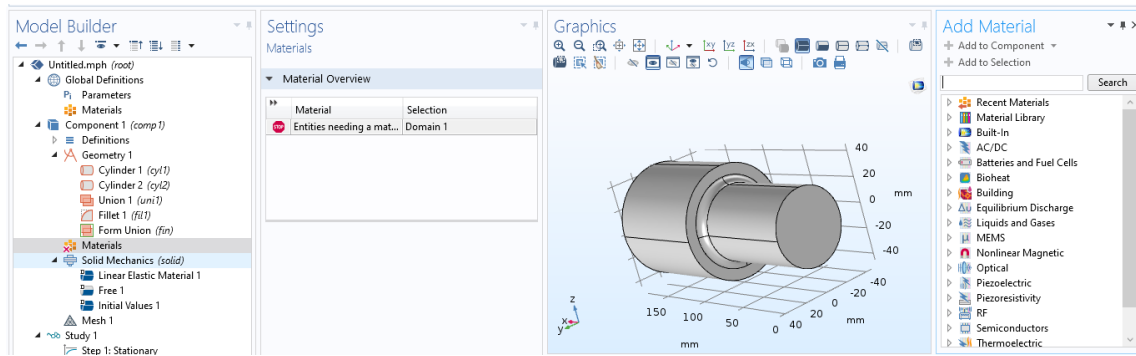 Model Builder
Untitled.mph (root)
Global Definitions
Pi Parameters
Materials
Component 1 (comp1)
Definitions
Geometry 1
Cylinder 1 (cyl1)
Cylinder 2 (cyl2)
Union 1 (uni1)
Fillet 1 (fil1)
Form Union (fin)
Materials
Solid Mechanics (solid)
Linear Elastic Material 1
Free 1
Initial Values 1
Mesh 1
Study 1
Step 1: Stationary
Settings
Materials
Material Overview
Material Selection
STOP Entities needing a mat... Domain 1
Graphics
xy yz zx
40
20
0
-20
-40
mm
-40
-20
0
20
40
mm
150 100 50 0
mm
z
x
y
Add Material
+ Add to Component
+ Add to Selection
Search
Recent Materials
Material Library
Built-In
AC/DC
Batteries and Fuel Cells
Bioheat
Building
Equilibrium Discharge
Liquids and Gases
MEMS
Nonlinear Magnetic
Optical
Piezoelectric
Piezoresistivity
RF
Semiconductors
Thermoelectric